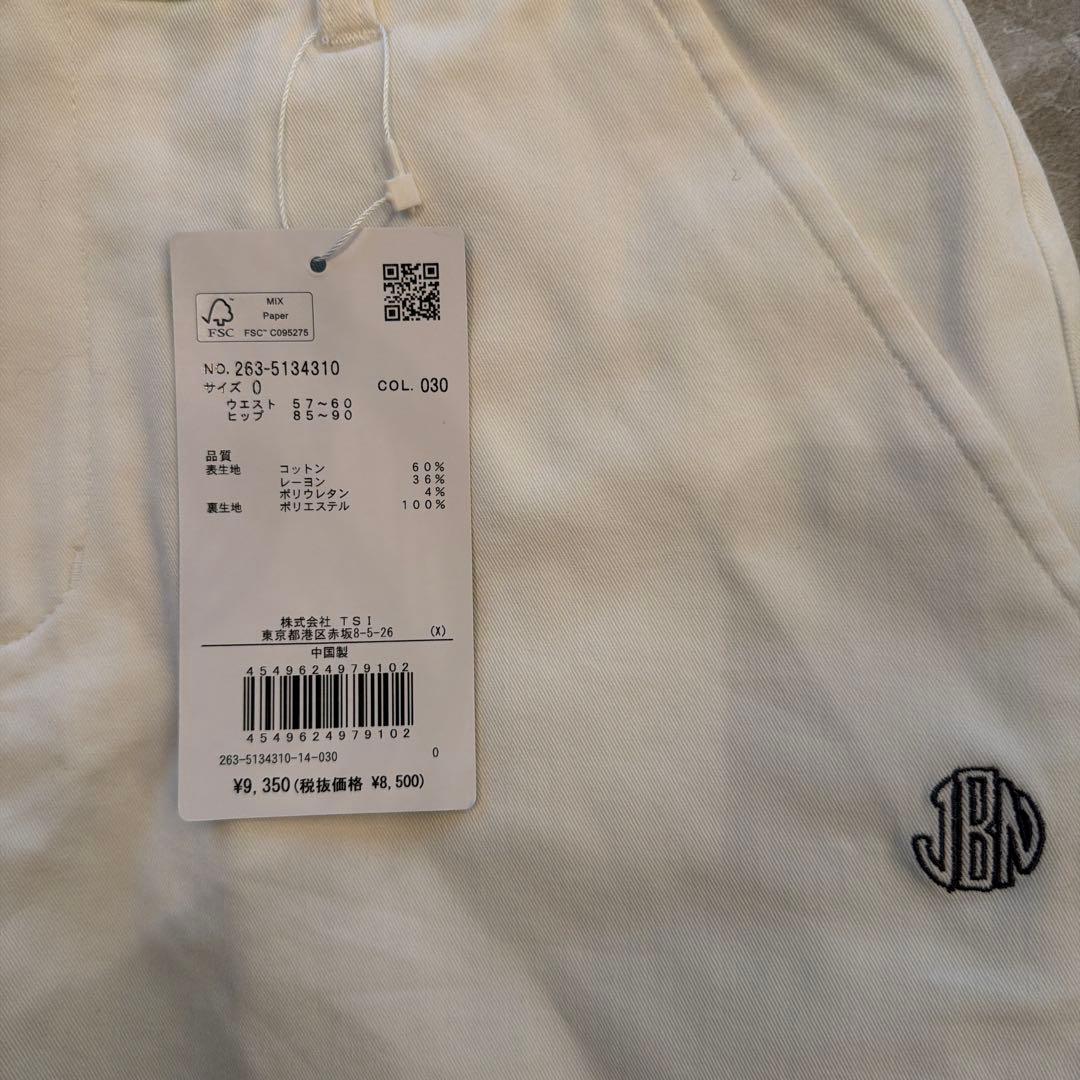 MIX
Paper
FSC™ C095275
FSC
NO. 263-5134310
サイズ 0 COL. 030
ウエスト 57~60
ヒップ 85~90
品質
表生地 コットン 60%
レーヨン 36%
ポリウレタン 4%
裏生地 ポリエステル 100%
株式会社 TSI
東京都港区赤坂8-5-26 (X)
中国製
4549624979102
4549624979102
263-5134310-14-030 0
¥9,350(税抜価格 ¥8,500)
JBN